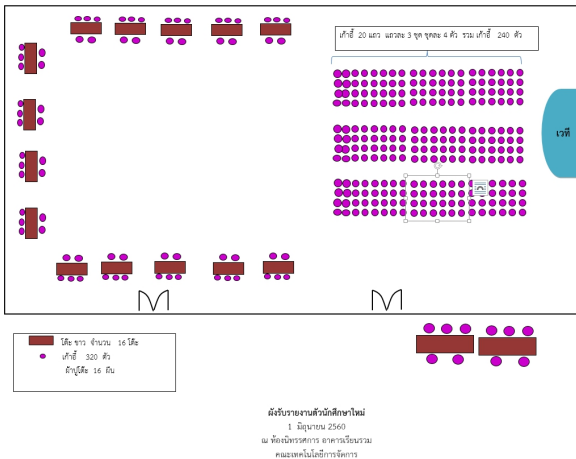 เก้าอี้ 20 แถว แถวละ 3 ชุด ชุดละ 4 ตัว รวม เก้าอี้ 240 ตัว
เวที
โต๊ะ ขาว จำนวน 16 โต๊ะ
เก้าอี้ 320 ตัว
ผ้าปูโต๊ะ 16 ผืน
ผังรับรายงานตัวนักศึกษาใหม่
1 มิถุนายน 2560
ณ ห้องนิทรรศการ อาคารเรียนรวม
คณะเทคโนโลยีการจัดการ